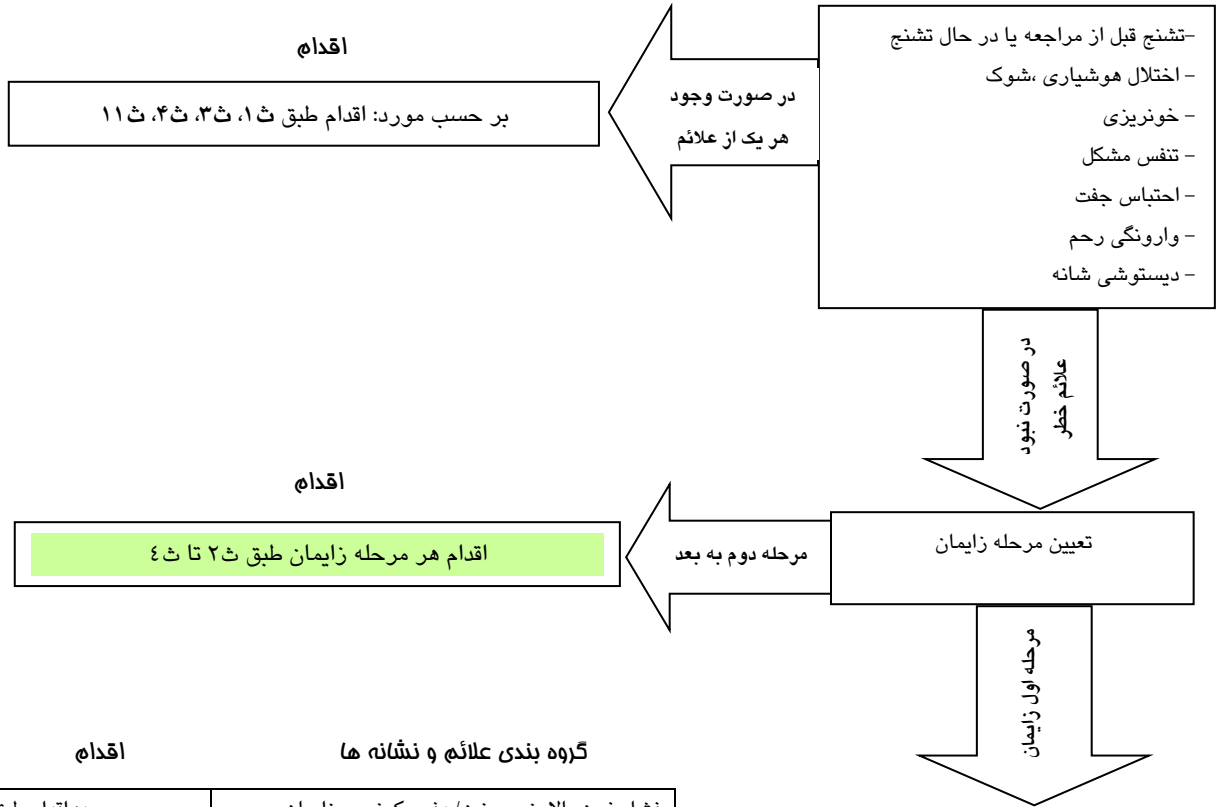 -تشنج قبل از مراجعه یا در حال تشنج
- اختلال هوشیاری ،شوک
- خونریزی
- تنفس مشکل
- احتباس جفت
- وارونگی رحم
- دیستوشی شانه
در صورت وجود
هر یک از علائم
اقدام
بر حسب مورد: اقدام طبق ث۱، ث۳، ث۴، ث۱۱
در صورت نبود
علائم خطر
تعیین مرحله زایمان
مرحله دوم به بعد
اقدام
اقدام هر مرحله زایمان طبق ث۲ تا ث٤
مرحله اول زایمان
گروه بندی علائم و نشانه ها
اقدام